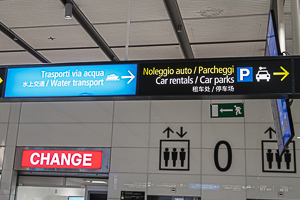 Trasporti via acqua
水上交通 / Water transport
Noleggio auto / Parcheggi
Car rentals / Car parks
租车处 / 停车场
P
CHANGE
0